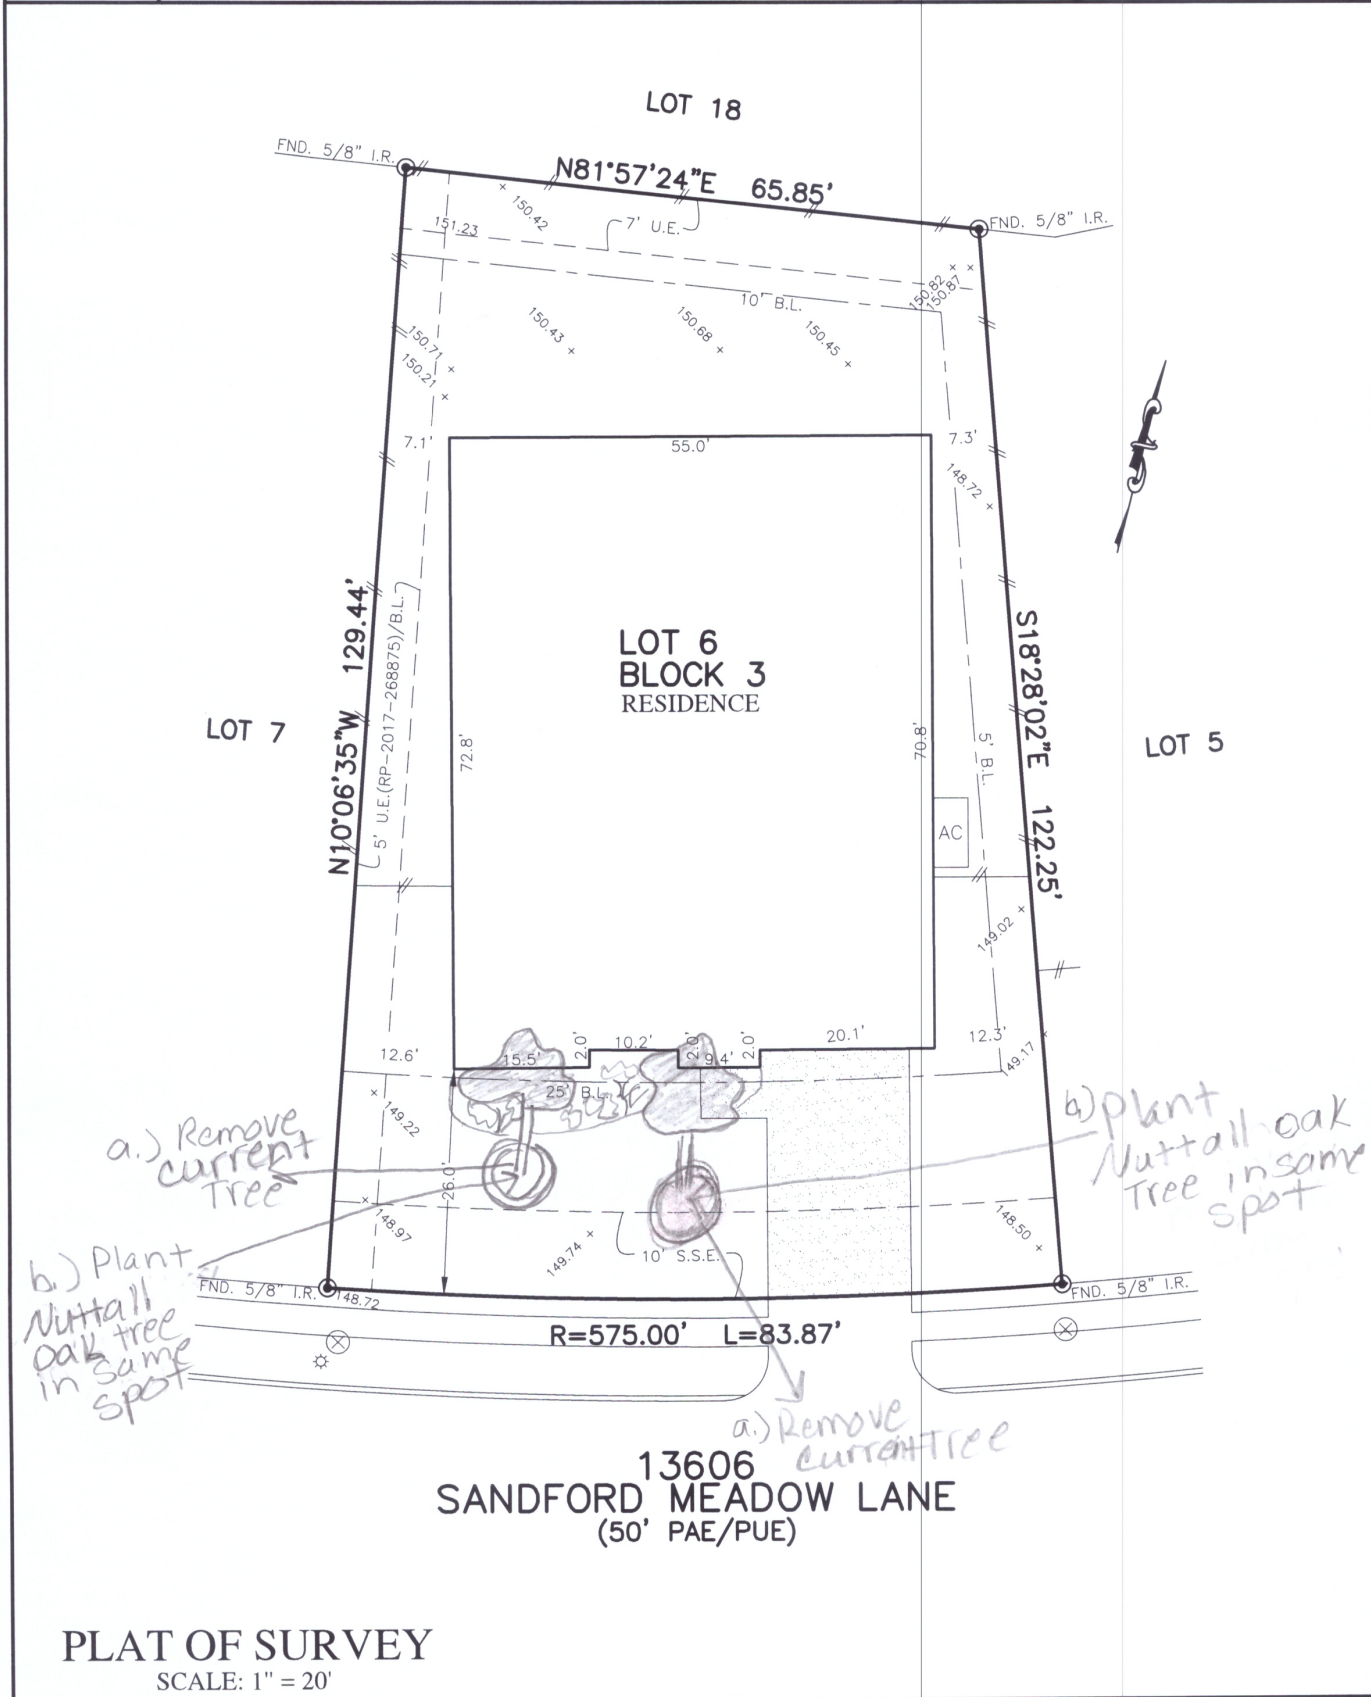 LOT 18
FND. 5/8" I.R.
N81°57'24"E 65.85'
FND. 5/8" I.R.
150.42
151.23
7' U.E.
10' B.L.
150.82
150.87
150.43
150.68
150.45
150.71
150.21
7.1'
55.0'
7.3'
148.72
N10°06'35"W 129.44'
5' U.E.(RP-2017-268875)/B.L.
LOT 7
72.8'
LOT 6
BLOCK 3
RESIDENCE
70.8'
5' B.L.
S18°28'02"E 122.25'
LOT 5
AC
149.02
12.6'
15.5'
2.0'
10.2'
2.0'
9.4'
2.0'
20.1'
12.3'
49.17
25' B.L.
149.22
a.) Remove
current
Tree
b.) Plant
Nuttall
oak tree
in same
spot
26.0'
b) plant
Nuttall oak
Tree in same
spot
148.97
149.74
10' S.S.E.
148.50
FND. 5/8" I.R.
148.72
FND. 5/8" I.R.
R=575.00' L=83.87'
a.) Remove
current Tree
13606
SANDFORD MEADOW LANE
(50' PAE/PUE)
PLAT OF SURVEY
SCALE: 1" = 20'